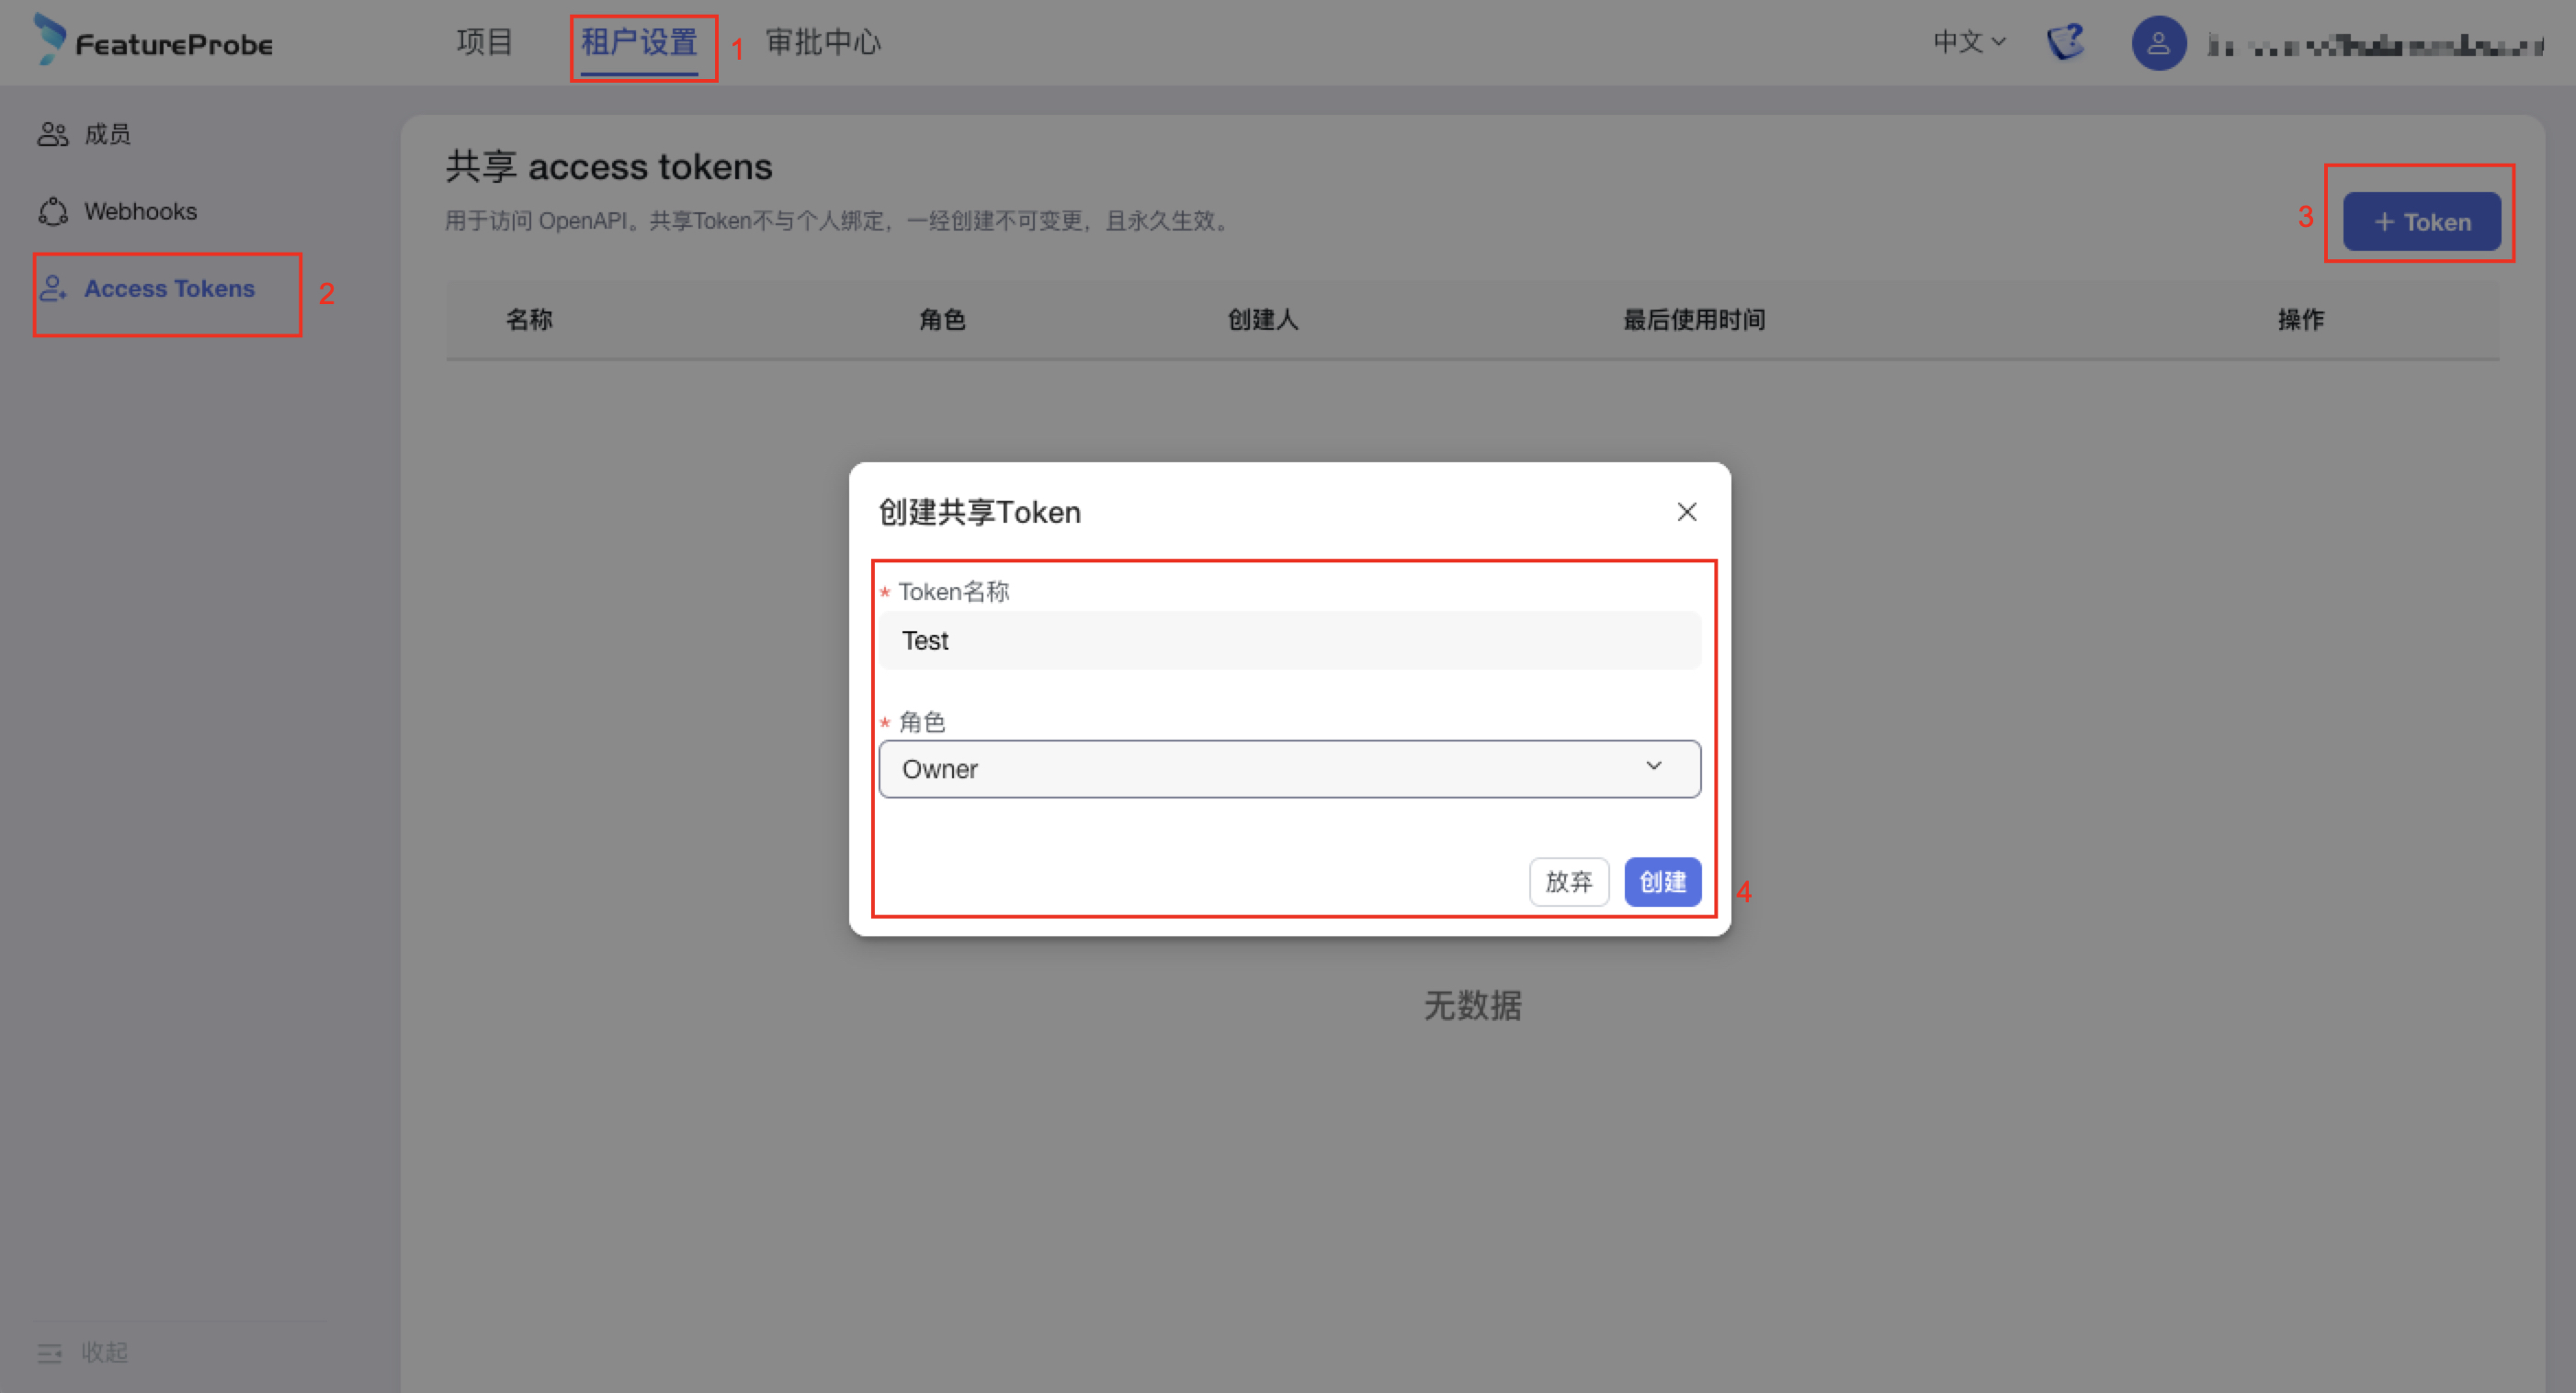 FeatureProbe
项目
租户设置
1
审批中心
中文
成员
Webhooks
Access Tokens
2
共享 access tokens
用于访问 OpenAPI。共享Token不与个人绑定，一经创建不可变更，且永久生效。
3
+ Token
名称 角色 创建人 最后使用时间 操作
创建共享Token
* Token名称
Test
* 角色
Owner
放弃 创建
4
无数据
收起